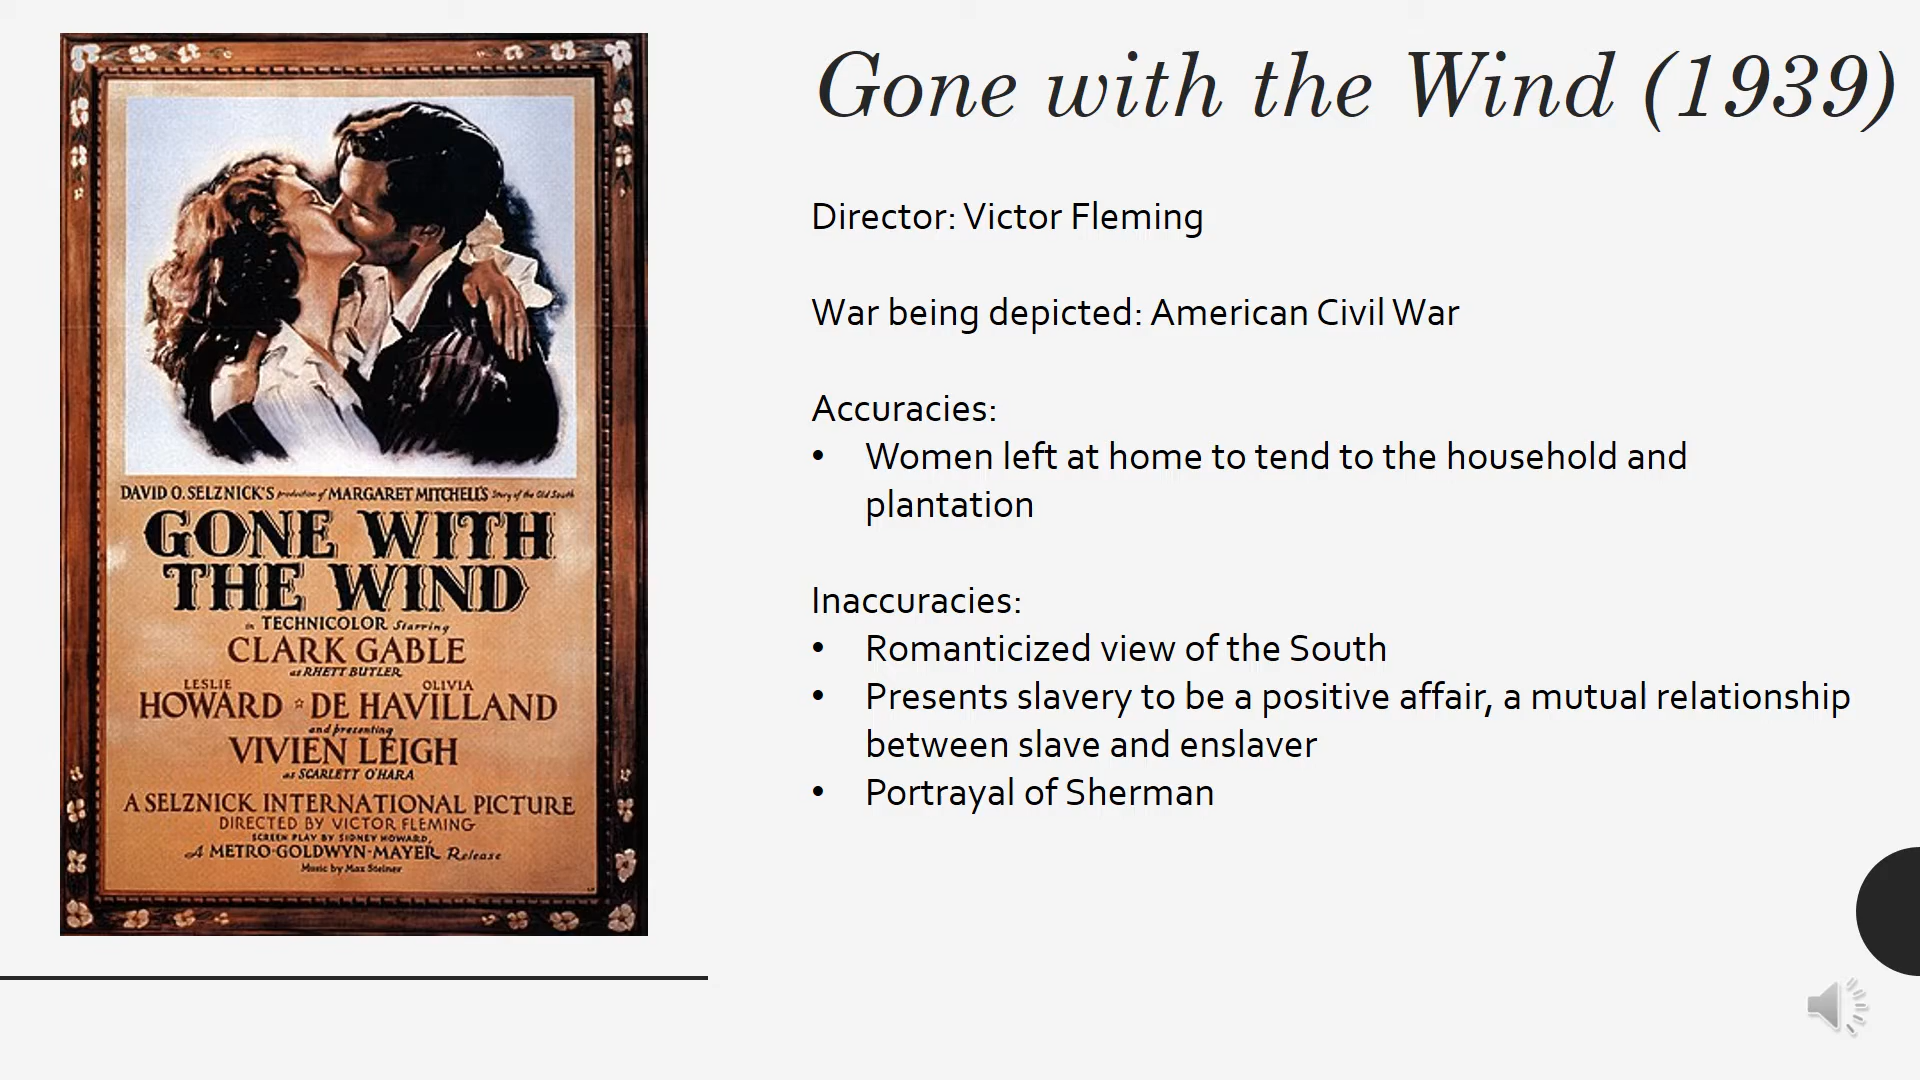 Gone with the Wind (1939)
Director: Victor Fleming
War being depicted: American Civil War
Accuracies:
• Women left at home to tend to the household and
plantation
Inaccuracies:
• Romanticized view of the South
• Presents slavery to be a positive affair, a mutual relationship
between slave and enslaver
• Portrayal of Sherman
DAVID O. SELZNICK'S production of MARGARET MITCHELL'S Story of the Old South
GONE WITH
THE WIND
in TECHNICOLOR Starring
CLARK GABLE
as RHETT BUTLER
LESLIE OLIVIA
HOWARD ☆ DE HAVILLAND
and presenting
VIVIEN LEIGH
as SCARLETT O'HARA
A SELZNICK INTERNATIONAL PICTURE
DIRECTED BY VICTOR FLEMING
SCREEN PLAY BY SIDNEY HOWARD,
A METRO-GOLDWYN-MAYER Release
Music by Max Steiner